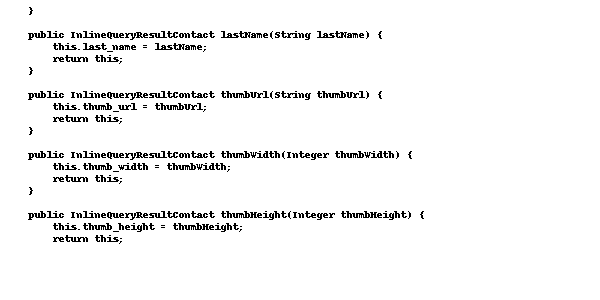 }
public InlineQueryResultContact lastName(String lastName) {
this.last_name = lastName;
return this;
}
public InlineQueryResultContact thumbUrl(String thumbUrl) {
this.thumb_url = thumbUrl;
return this;
}
public InlineQueryResultContact thumbWidth(Integer thumbWidth) {
this.thumb_width = thumbWidth;
return this;
}
public InlineQueryResultContact thumbHeight(Integer thumbHeight) {
this.thumb_height = thumbHeight;
return this;